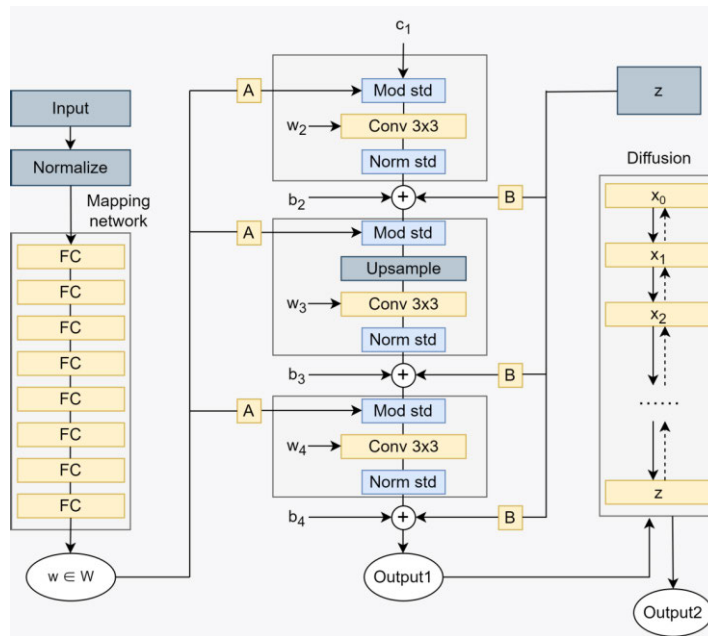 Input
Normalize
Mapping
network
FC
FC
FC
FC
FC
FC
FC
FC
w ∈ W
c₁
A
Mod std
w₂
Conv 3x3
Norm std
b₂
+
B
A
Mod std
Upsample
w₃
Conv 3x3
Norm std
b₃
+
B
A
Mod std
w₄
Conv 3x3
Norm std
b₄
+
B
Output1
z
Diffusion
x₀
x₁
x₂
......
z
Output2